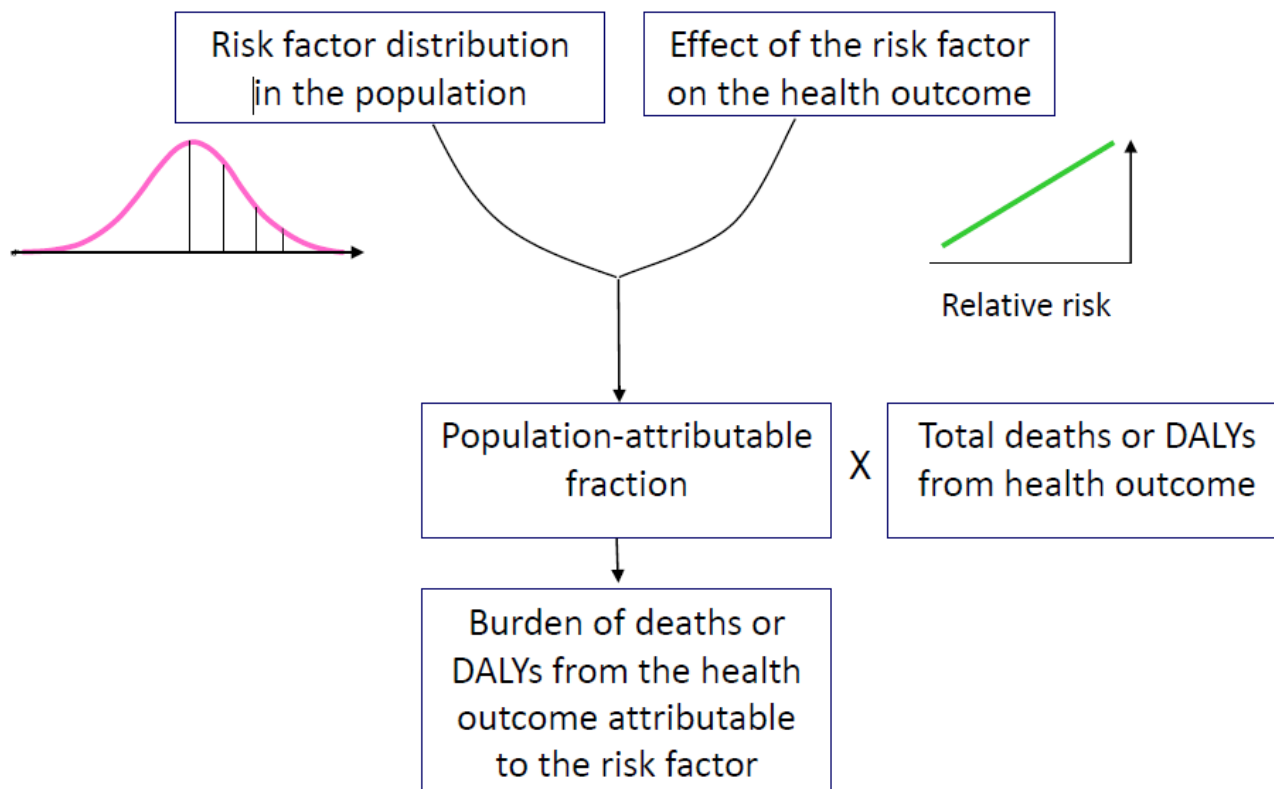 Risk factor distribution
in the population
Effect of the risk factor
on the health outcome
Relative risk
Population-attributable
fraction
X
Total deaths or DALYs
from health outcome
Burden of deaths or
DALYs from the health
outcome attributable
to the risk factor